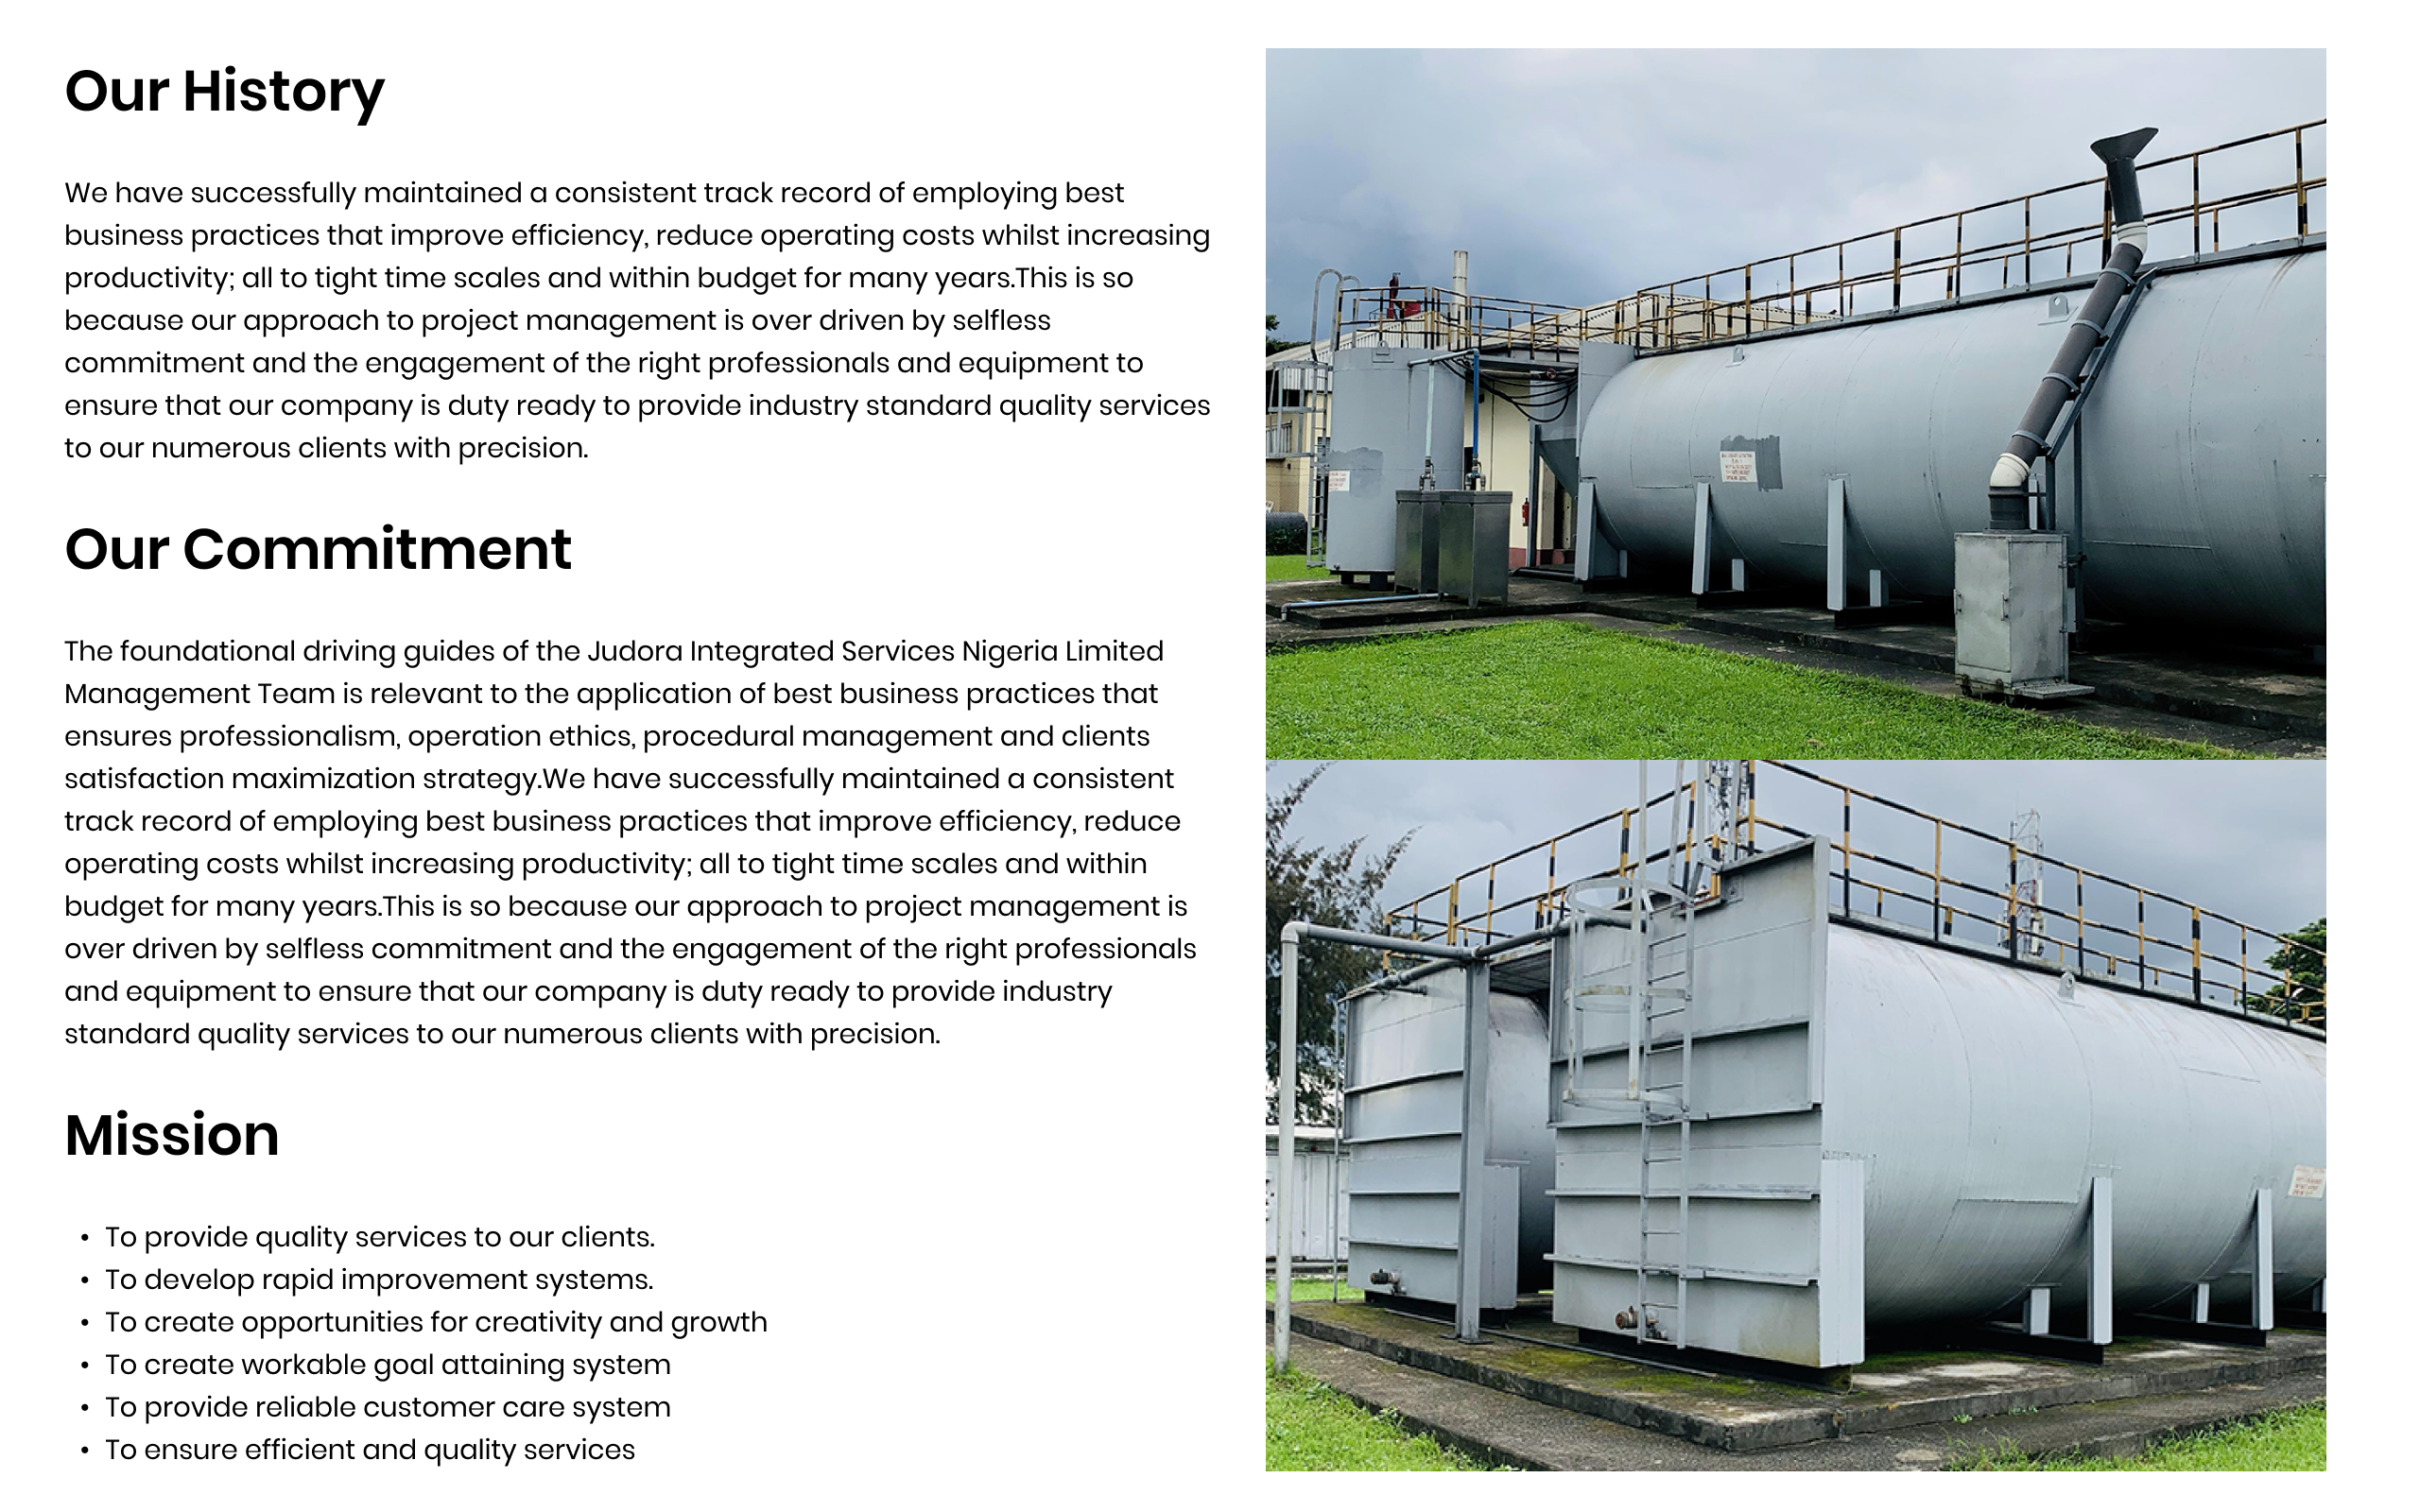 Our History
We have successfully maintained a consistent track record of employing best
business practices that improve efficiency, reduce operating costs whilst increasing
productivity; all to tight time scales and within budget for many years.This is so
because our approach to project management is over driven by selfless
commitment and the engagement of the right professionals and equipment to
ensure that our company is duty ready to provide industry standard quality services
to our numerous clients with precision.
Our Commitment
The foundational driving guides of the Judora Integrated Services Nigeria Limited
Management Team is relevant to the application of best business practices that
ensures professionalism, operation ethics, procedural management and clients
satisfaction maximization strategy.We have successfully maintained a consistent
track record of employing best business practices that improve efficiency, reduce
operating costs whilst increasing productivity; all to tight time scales and within
budget for many years.This is so because our approach to project management is
over driven by selfless commitment and the engagement of the right professionals
and equipment to ensure that our company is duty ready to provide industry
standard quality services to our numerous clients with precision.
Mission
• To provide quality services to our clients.
• To develop rapid improvement systems.
• To create opportunities for creativity and growth
• To create workable goal attaining system
• To provide reliable customer care system
• To ensure efficient and quality services